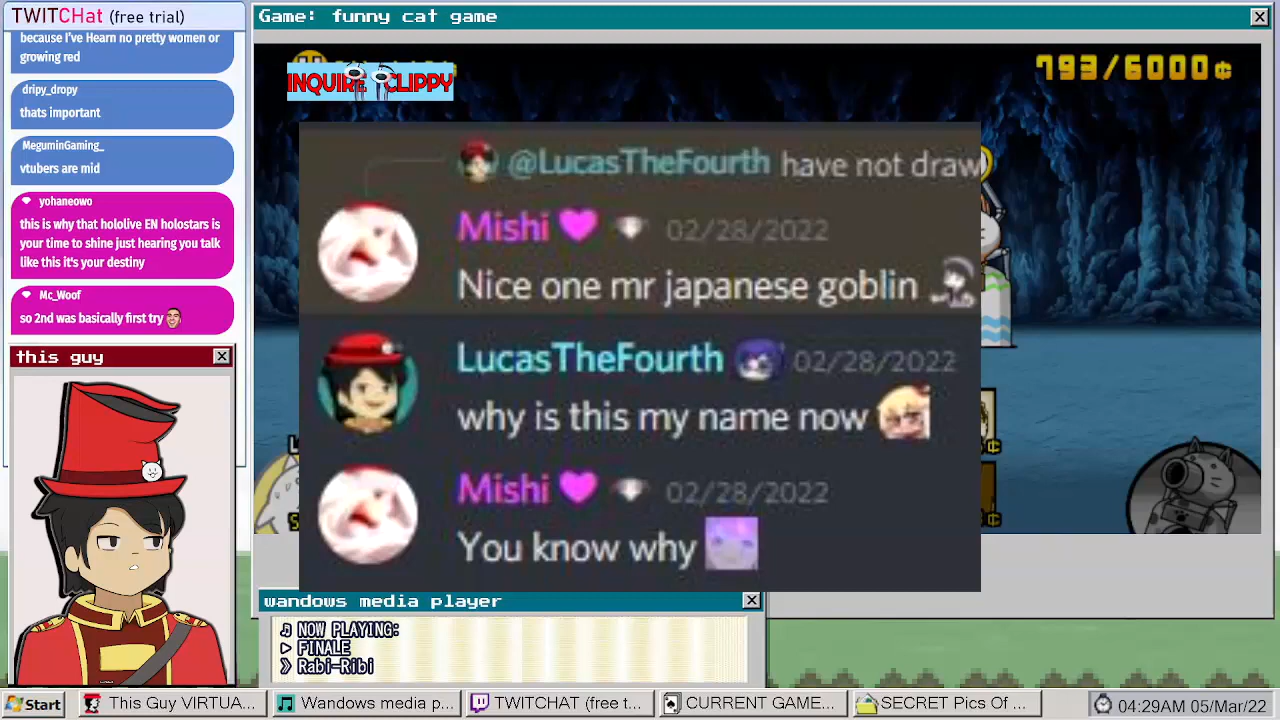 TWITCHat (free trial)
because I've Hearn no pretty women or
growing red
dripy_dropy
thats important
MeguminGaming_
vtubers are mid
yohaneowo
this is why that hololive EN holostars is
your time to shine just hearing you talk
like this it's your destiny
Mc_Woof
so 2nd was basically first try
this guy
Game: funny cat game
INQUIRE CLIPPY
793/6000¢
@LucasTheFourth have not draw
Mishi 02/28/2022
Nice one mr japanese goblin
LucasTheFourth 02/28/2022
why is this my name now
Mishi 02/28/2022
You know why
wandows media player
NOW PLAYING:
FINALE
Rabi-Ribi
Start
This Guy VIRTUA...
Wandows media p...
TWITCHAT (free t...
CURRENT GAME...
SECRET Pics Of ...
04:29AM 05/Mar/22